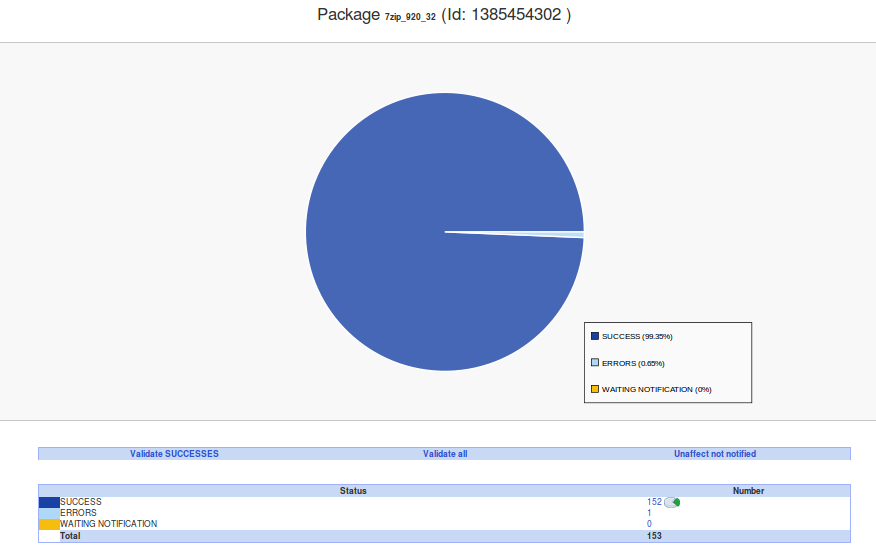 Package 7zip_920_32 (Id: 1385454302 )
SUCCESS (99.35%)
ERRORS (0.65%)
WAITING NOTIFICATION (0%)
Validate SUCCESSES Validate all Unaffect not notified
Status Number
SUCCESS 152
ERRORS 1
WAITING NOTIFICATION 0
Total 153